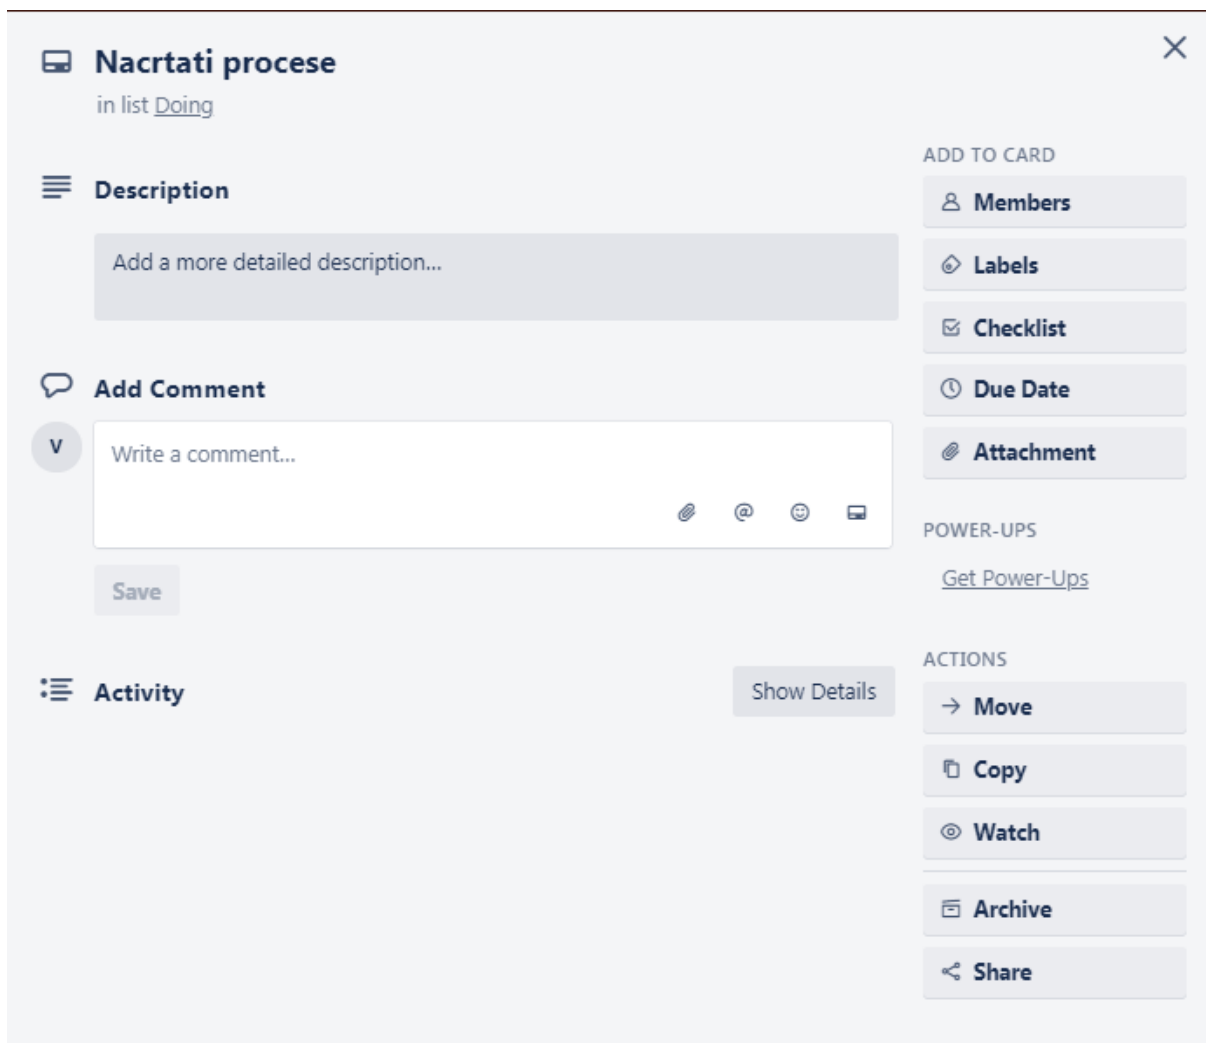 Nacrtati procese
in list Doing
Description
Add a more detailed description...
Add Comment
V
Write a comment...
@
Save
Activity
Show Details
ADD TO CARD
Members
Labels
Checklist
Due Date
Attachment
POWER-UPS
Get Power-Ups
ACTIONS
Move
Copy
Watch
Archive
Share